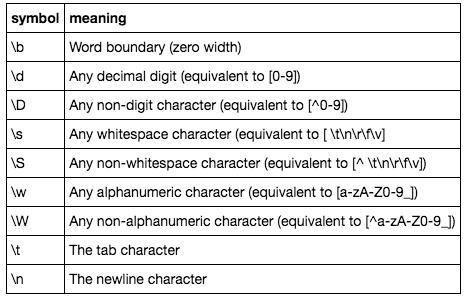 symbol meaning
\b Word boundary (zero width)
\d Any decimal digit (equivalent to [0-9])
\D Any non-digit character (equivalent to [^0-9])
\s Any whitespace character (equivalent to [ \t\n\r\f\v]
\S Any non-whitespace character (equivalent to [^ \t\n\r\f\v])
\w Any alphanumeric character (equivalent to [a-zA-Z0-9_])
\W Any non-alphanumeric character (equivalent to [^a-zA-Z0-9_])
\t The tab character
\n The newline character